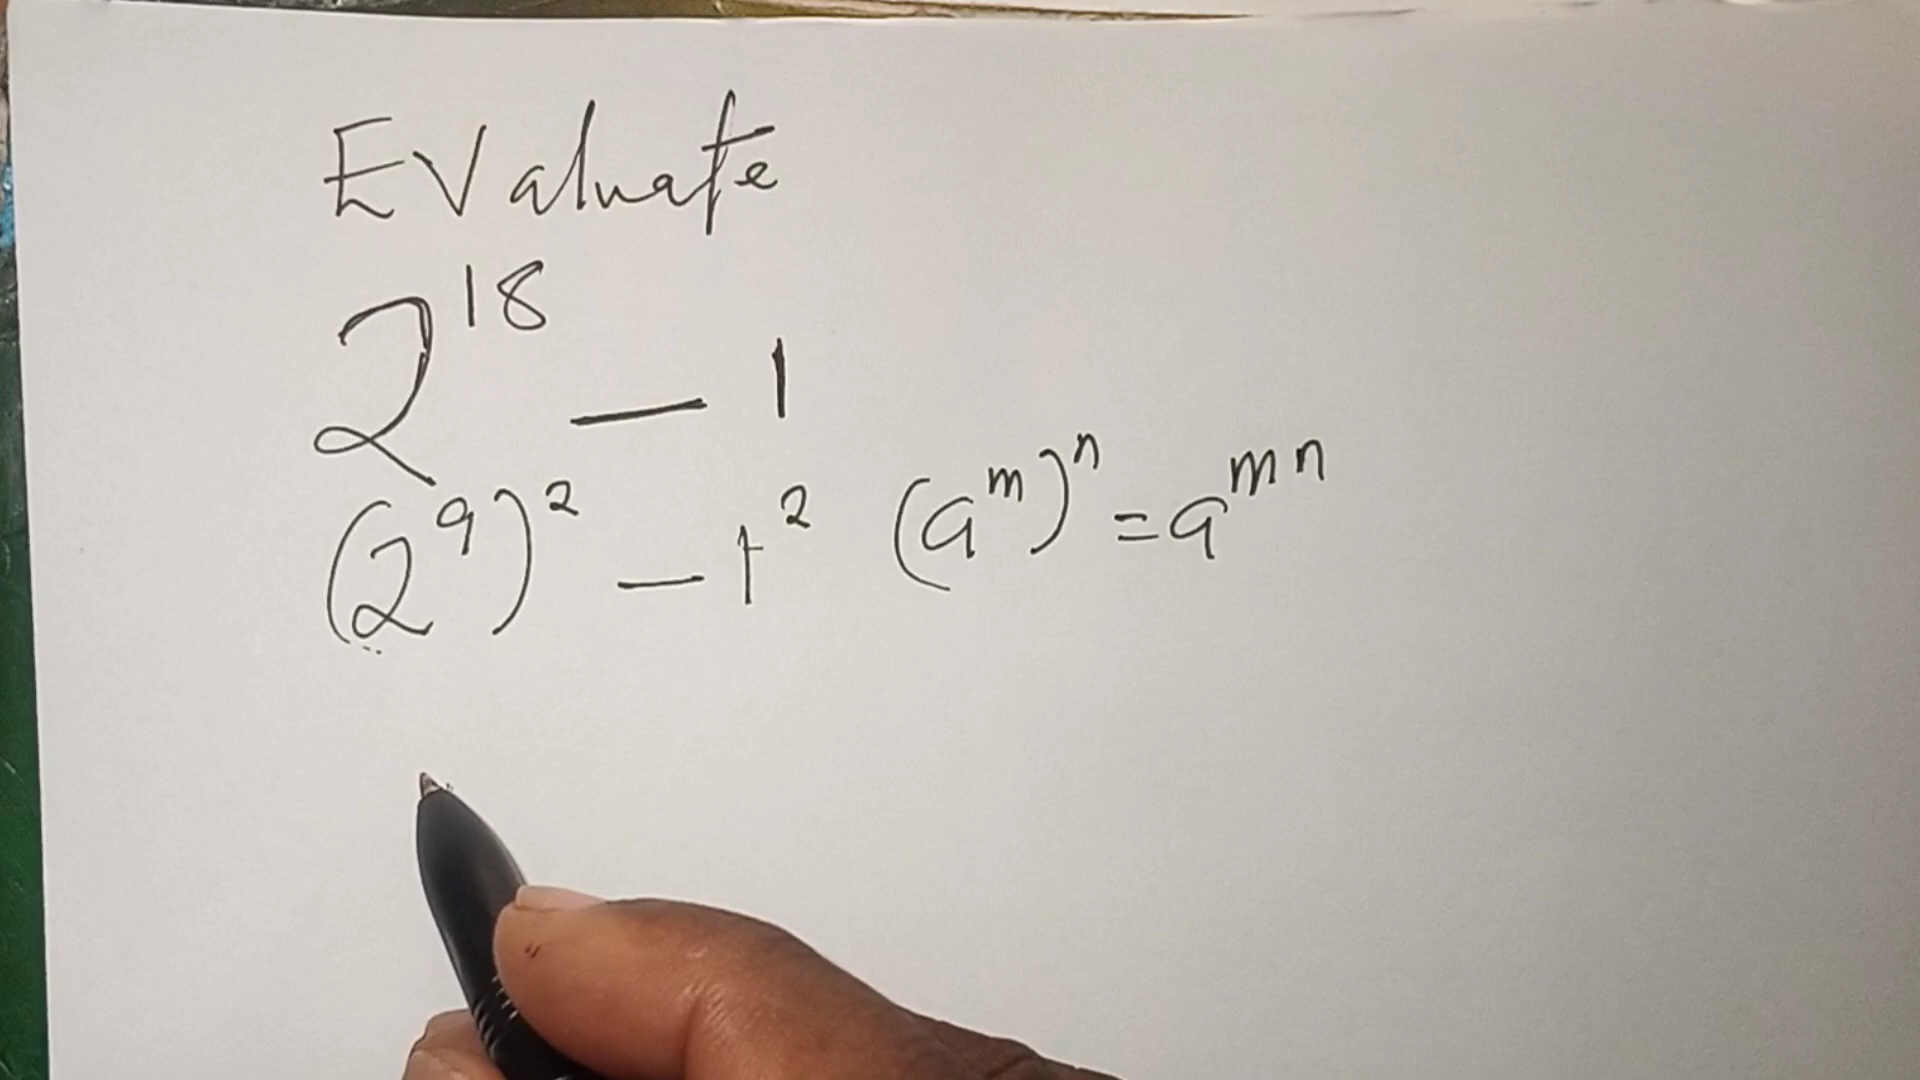 Evaluate
2^18 - 1
(2^9)^2 - 1^2 (a^m)^n = a^mn